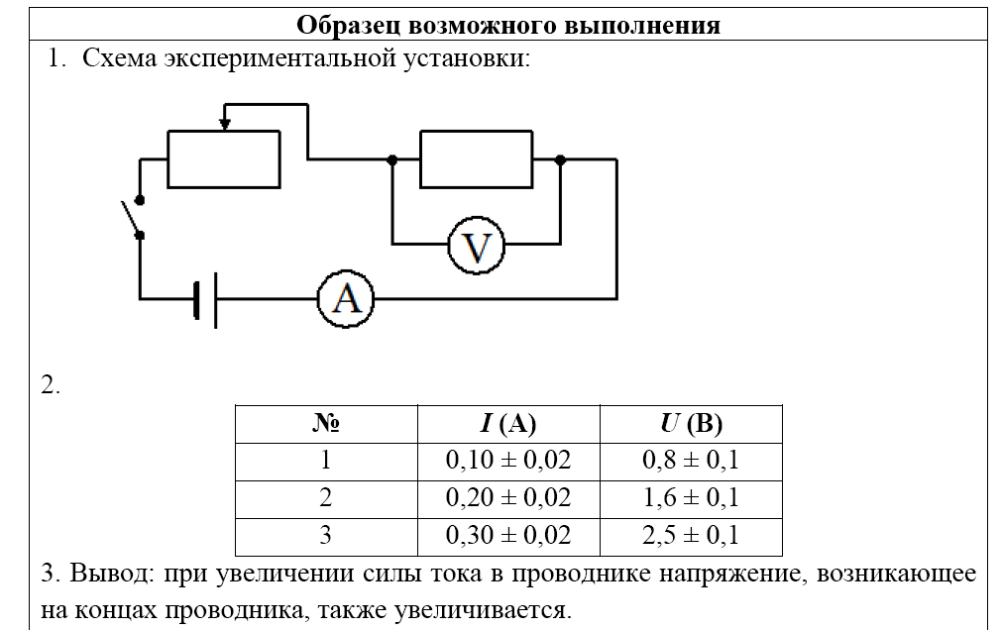 Образец возможного выполнения
1. Схема экспериментальной установки:
V
A
2.
№ I (А) U (В)
1 0,10 ± 0,02 0,8 ± 0,1
2 0,20 ± 0,02 1,6 ± 0,1
3 0,30 ± 0,02 2,5 ± 0,1
3. Вывод: при увеличении силы тока в проводнике напряжение, возникающее
на концах проводника, также увеличивается.